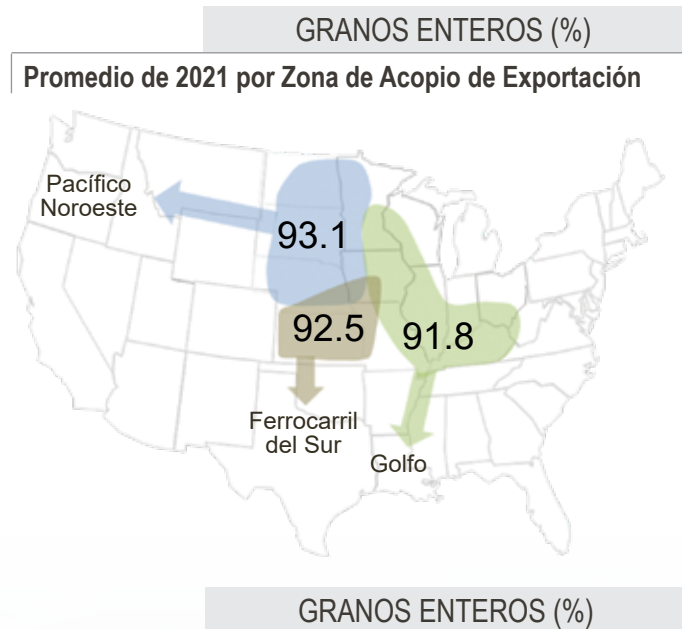 GRANOS ENTEROS (%)
Promedio de 2021 por Zona de Acopio de Exportación
Pacífico
Noroeste
93.1
92.5
91.8
Ferrocarril
del Sur
Golfo
GRANOS ENTEROS (%)